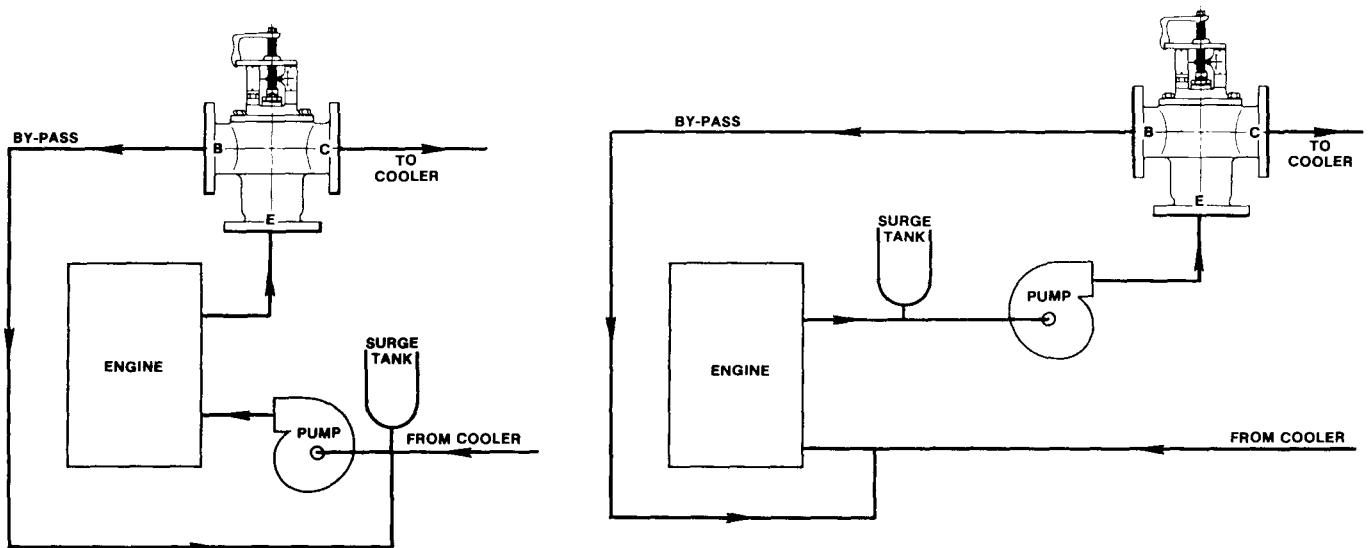 BY-PASS
B
C
TO
COOLER
E
ENGINE
SURGE
TANK
PUMP
FROM COOLER
BY-PASS
B
C
TO
COOLER
E
SURGE
TANK
PUMP
ENGINE
FROM COOLER